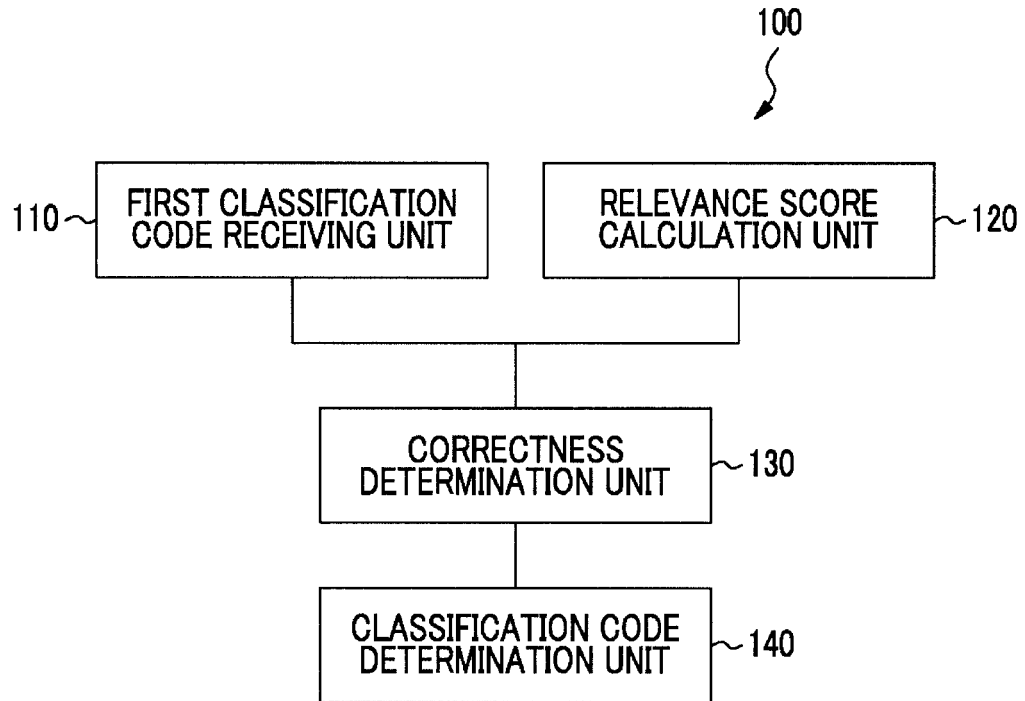 100
110
FIRST CLASSIFICATION
CODE RECEIVING UNIT
RELEVANCE SCORE
CALCULATION UNIT
120
CORRECTNESS
DETERMINATION UNIT
130
CLASSIFICATION CODE
DETERMINATION UNIT
140